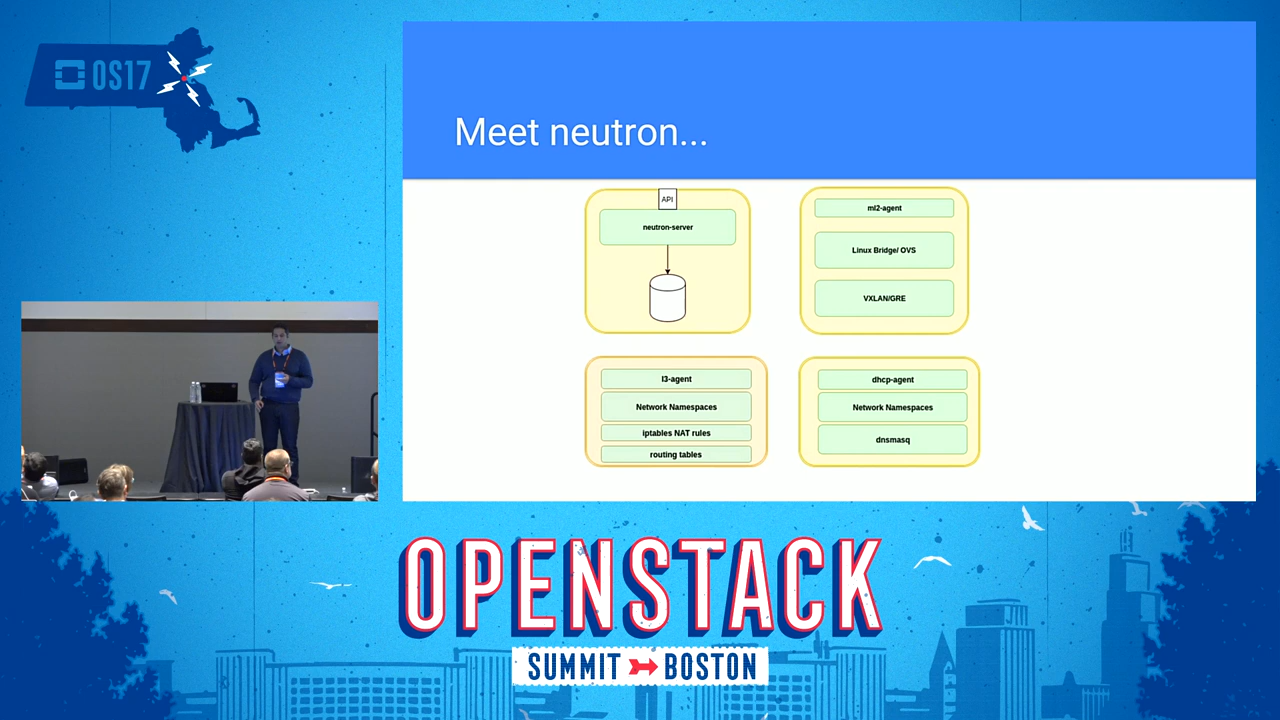 OS17
Meet neutron...
API
neutron-server
ml2-agent
Linux Bridge/ OVS
VXLAN/GRE
l3-agent
Network Namespaces
iptables NAT rules
routing tables
dhcp-agent
Network Namespaces
dnsmasq
OPENSTACK
SUMMIT BOSTON